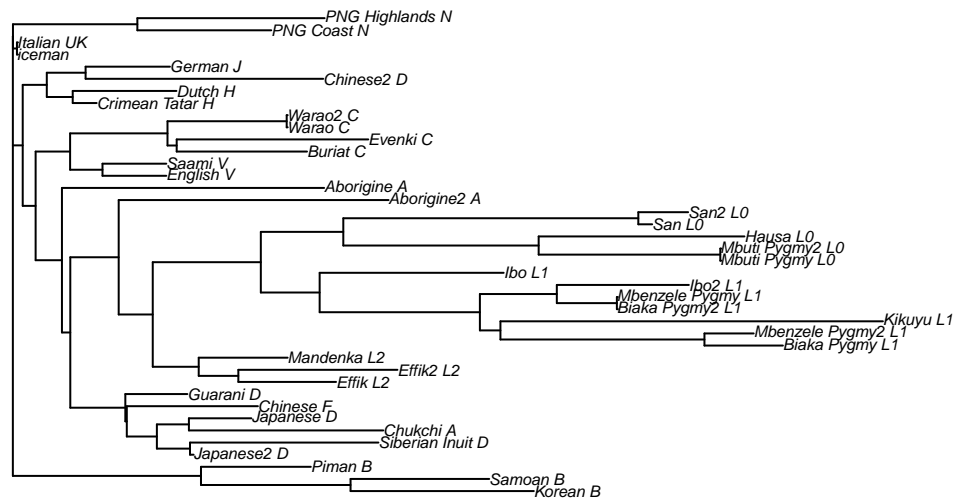 PNG Highlands N
PNG Coast N
Italian UK
iceman
German J
Chinese2 D
Dutch H
Crimean Tatar H
Warao2 C
Warao C
Evenki C
Buriat C
Saami V
English V
Aborigine A
Aborigine2 A
San2 L0
San L0
Hausa L0
Mbuti Pygmy2 L0
Mbuti Pygmy L0
Ibo L1
Ibo2 L1
Mbenzele Pygmy L1
Biaka Pygmy2 L1
Kikuyu L1
Mbenzele Pygmy2 L1
Biaka Pygmy L1
Mandenka L2
Effik2 L2
Effik L2
Guarani D
Chinese F
Japanese D
Chukchi A
Siberian Inuit D
Japanese2 D
Piman B
Samoan B
Korean B